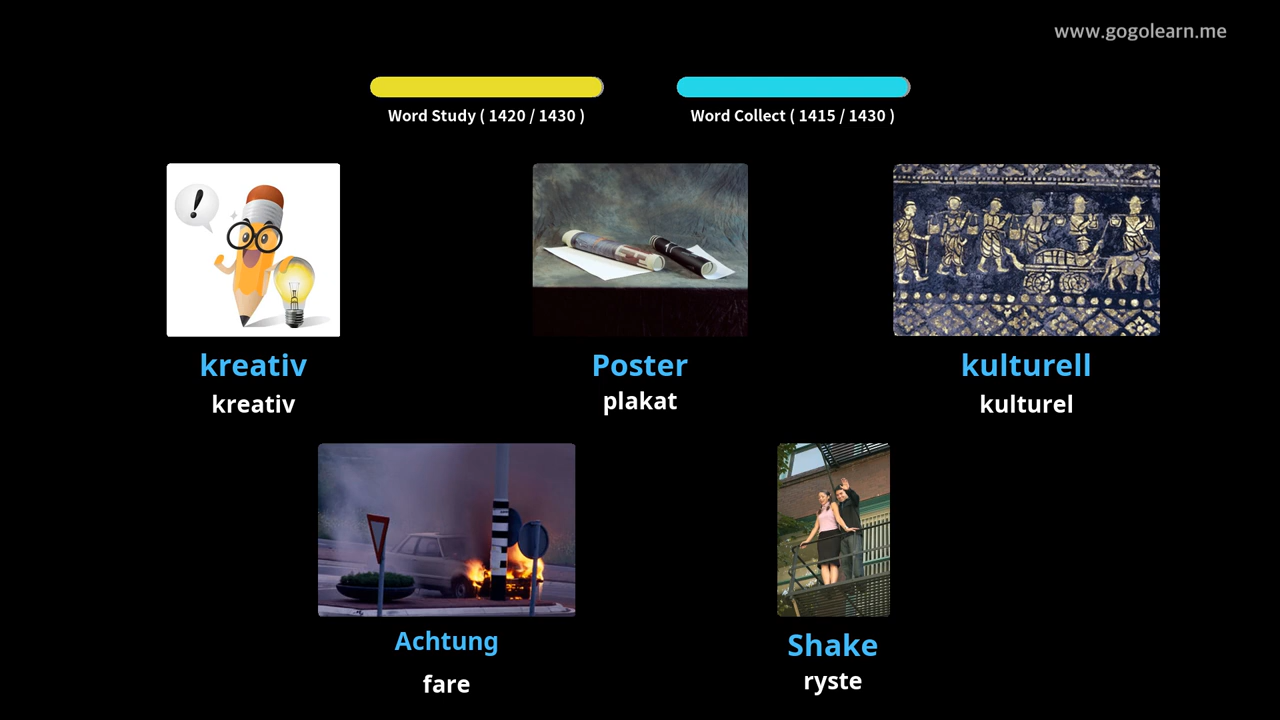 www.gogolearn.me
Word Study ( 1420 / 1430 )
Word Collect ( 1415 / 1430 )
kreativ
kreativ
Poster
plakat
kulturell
kulturel
Achtung
fare
Shake
ryste